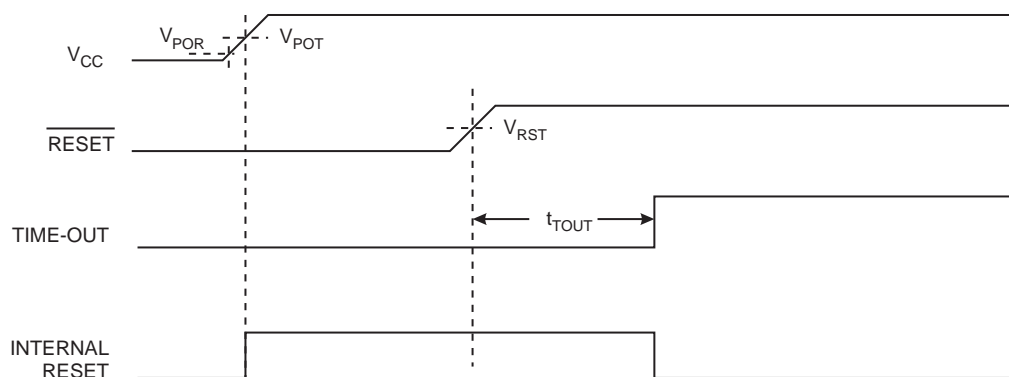 V_POR
V_POT
V_CC
RESET
V_RST
TIME-OUT
t_TOUT
INTERNAL
RESET